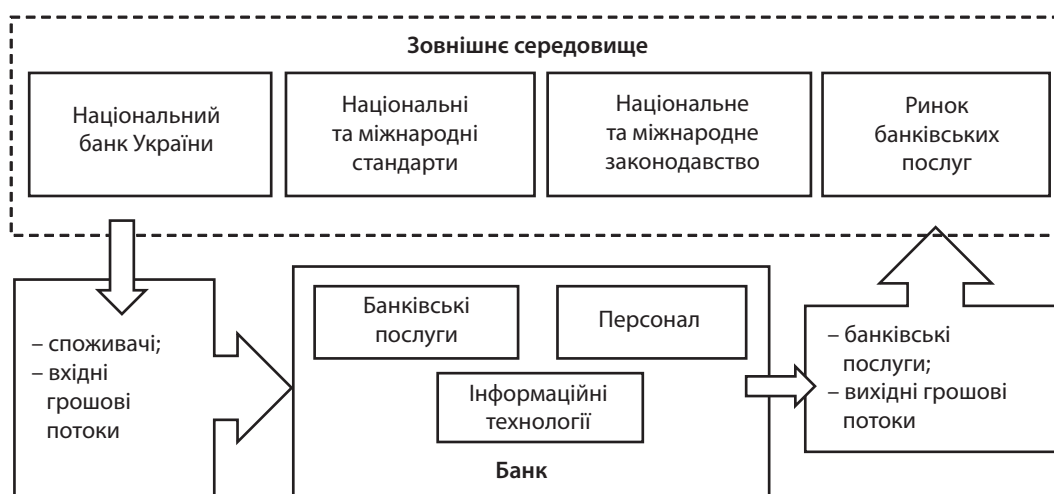 Зовнішнє середовище
Національний
банк України
Національні
та міжнародні
стандарти
Національне
та міжнародне
законодавство
Ринок
банківських
послуг
– споживачі;
– вхідні
грошові
потоки
Банківські
послуги
Персонал
Інформаційні
технології
Банк
– банківські
послуги;
– вихідні грошові
потоки